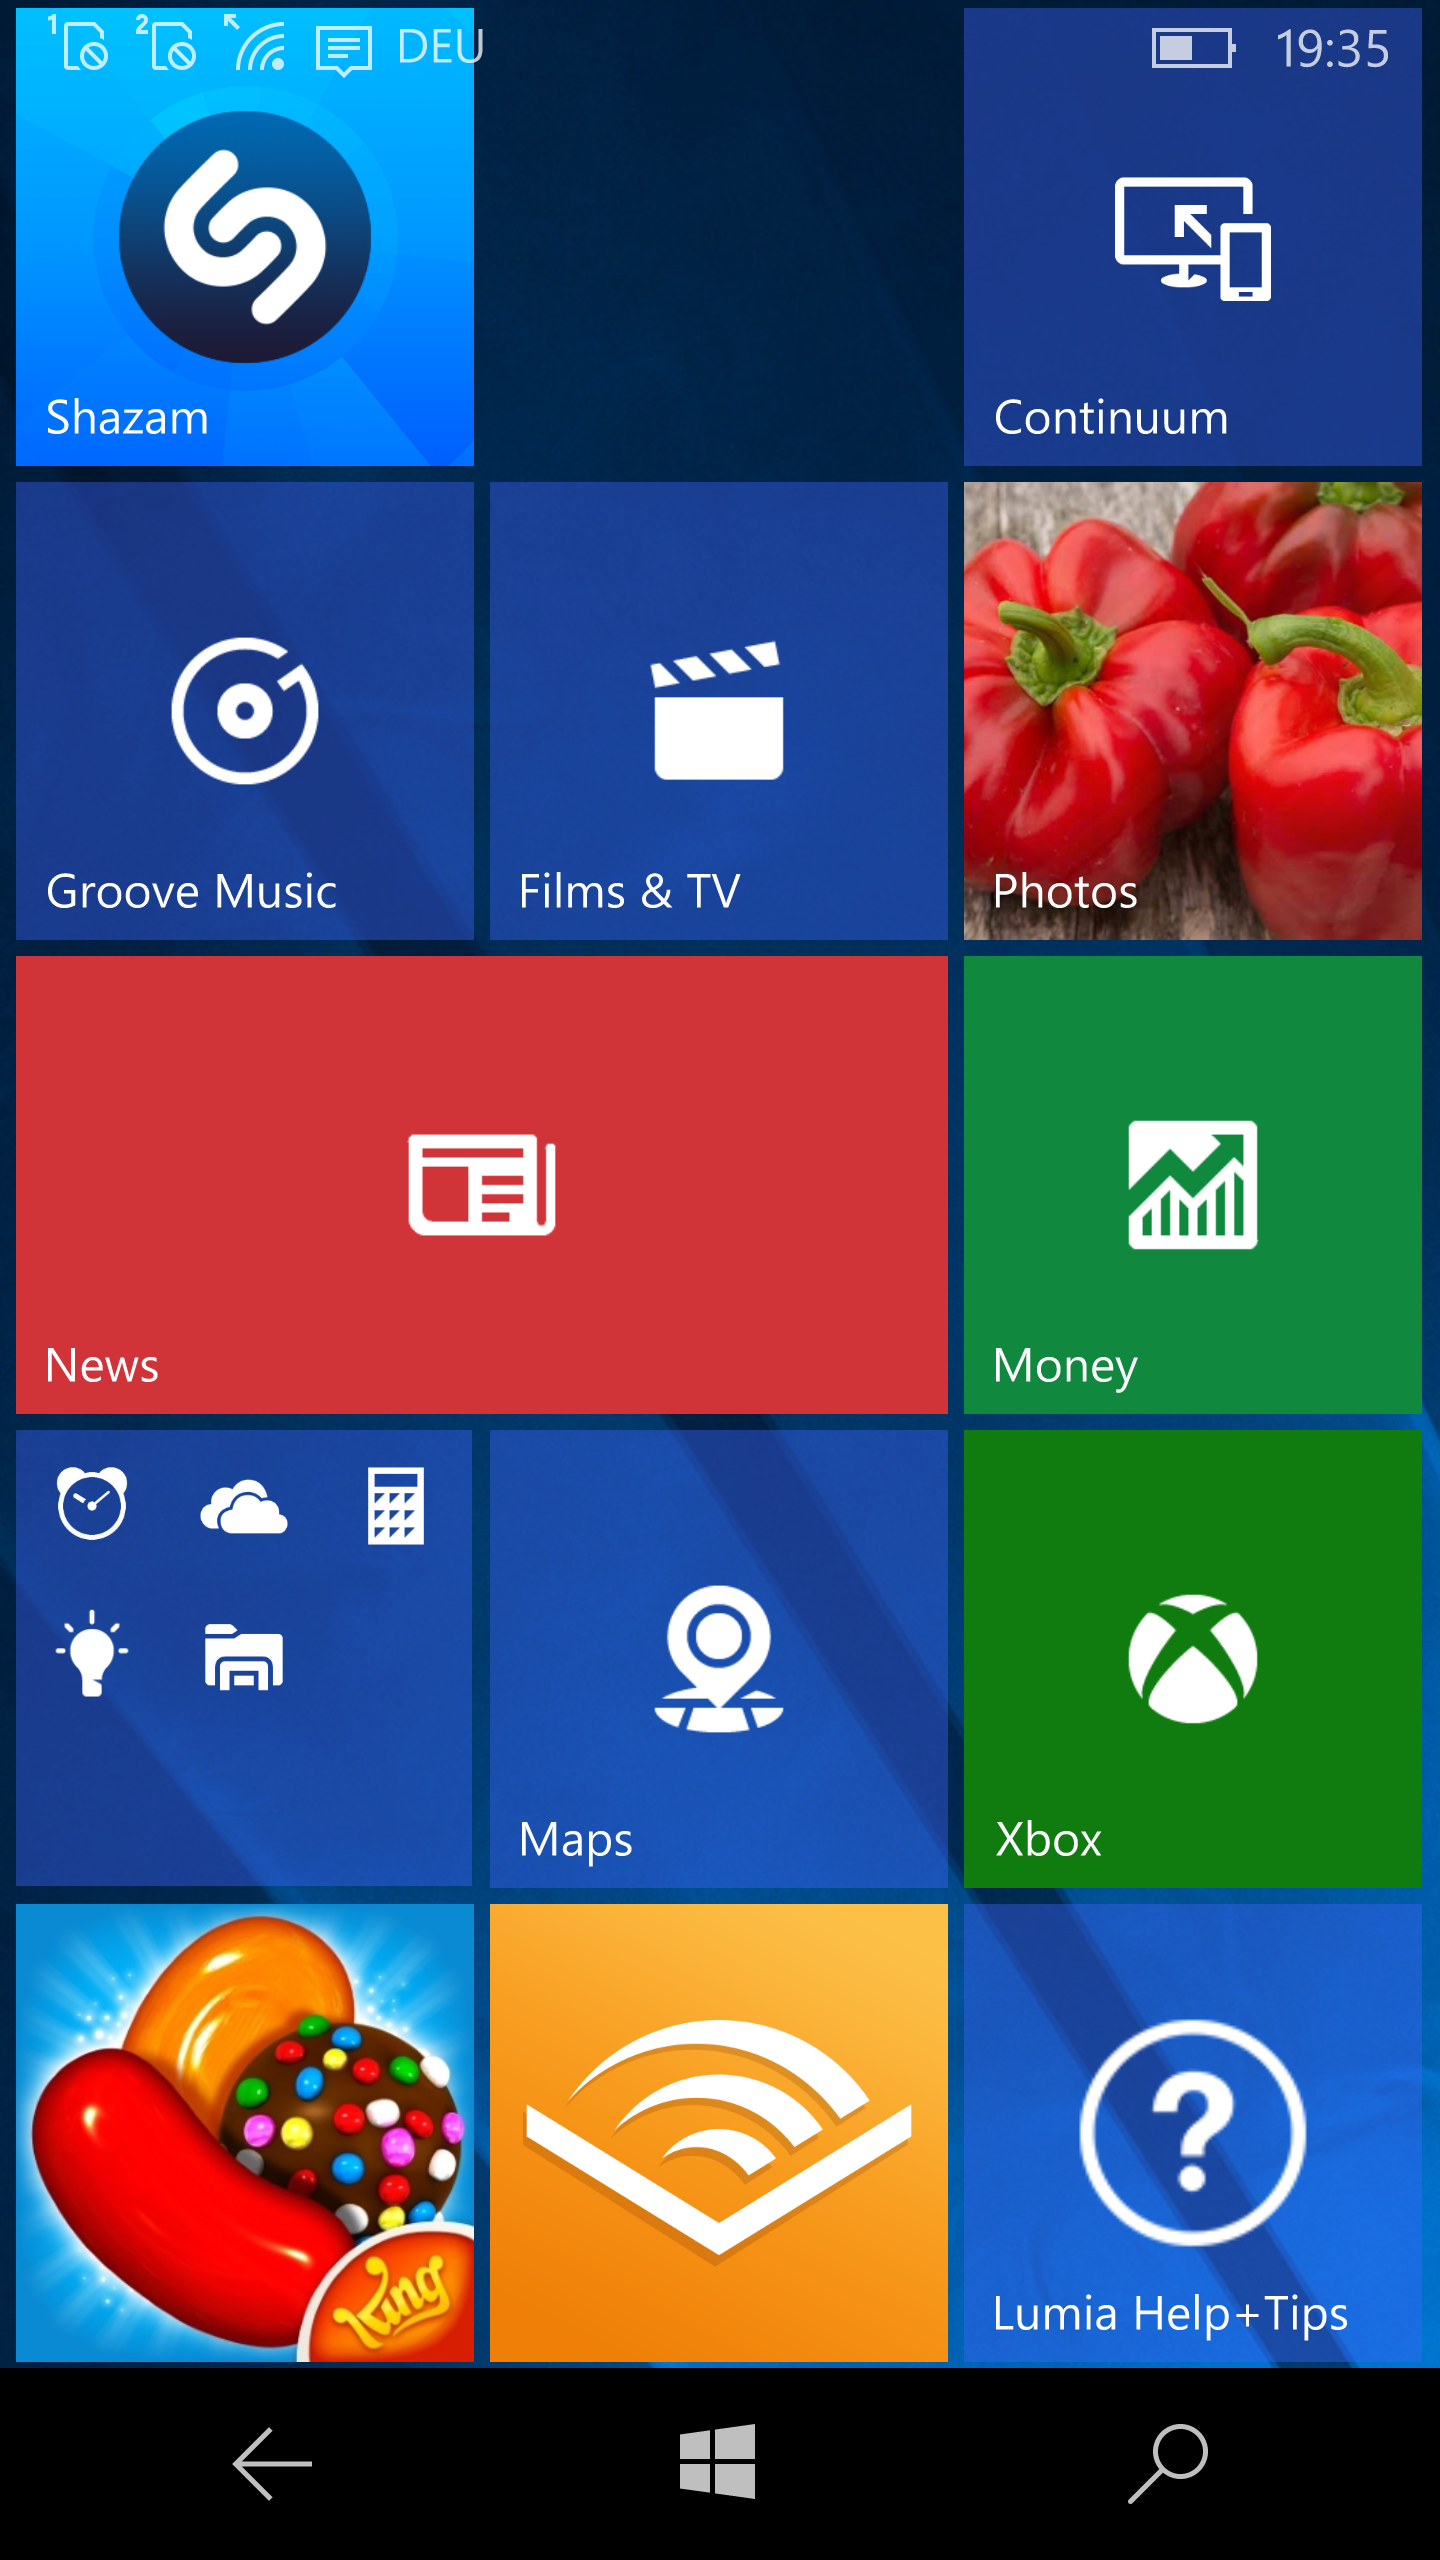 1 2 DEU 19:35
Shazam
Continuum
Groove Music
Films & TV
Photos
News
Money
Maps
Xbox
King
Lumia Help+Tips